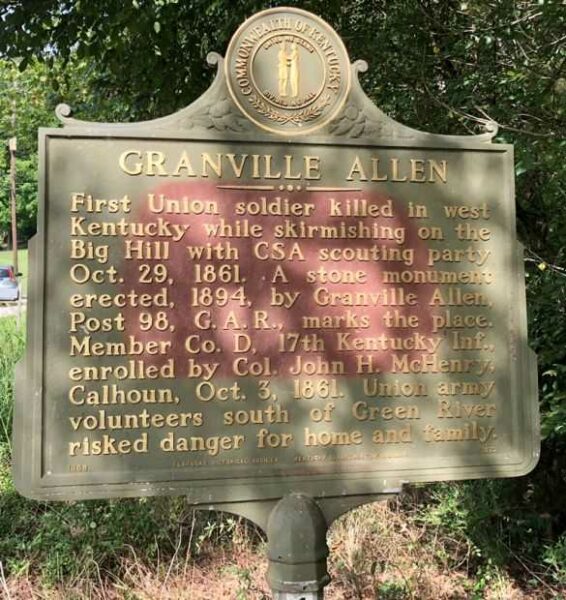 COMMONWEALTH OF KENTUCKY
GRANVILLE ALLEN
First Union soldier killed in west
Kentucky while skirmishing on the
Big Hill with CSA scouting party
Oct. 29, 1861. A stone monument
erected, 1894, by Granville Allen,
Post 98, G.A.R., marks the place.
Member Co. D, 17th Kentucky Inf.,
enrolled by Col. John H. McHenry,
Calhoun, Oct. 3, 1861. Union army
volunteers south of Green River
risked danger for home and family.